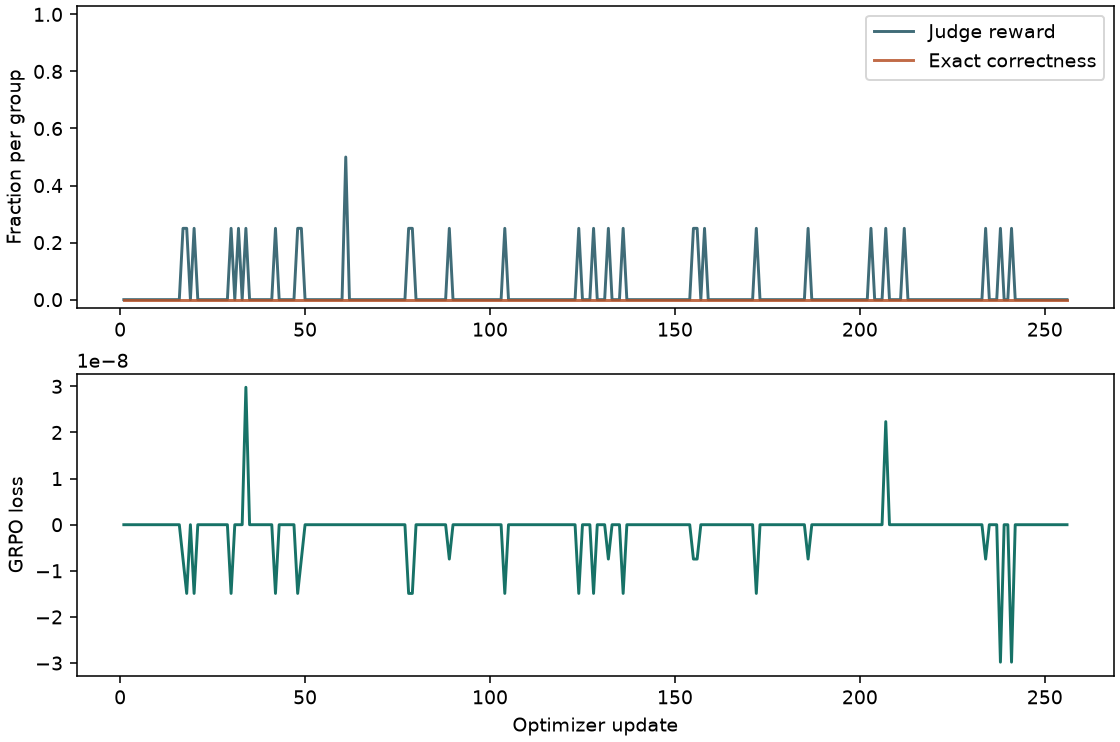 1.0
0.8
0.6
0.4
0.2
0.0
Fraction per group
Judge reward
Exact correctness
0 50 100 150 200 250
1e−8
3
2
1
0
−1
−2
−3
GRPO loss
0 50 100 150 200 250
Optimizer update